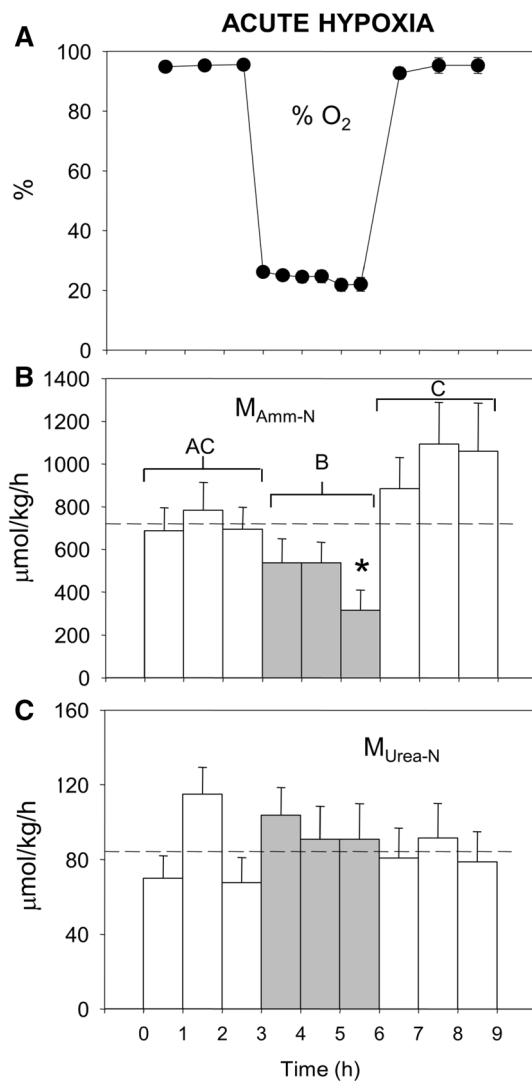 ACUTE HYPOXIA
A
100
80
60
40
20
0
%
% O₂
B
1400
1200
1000
800
600
400
200
0
μmol/kg/h
M_Amm-N
AC
B
C
*
C
160
120
80
40
0
μmol/kg/h
M_Urea-N
0 1 2 3 4 5 6 7 8 9
Time (h)